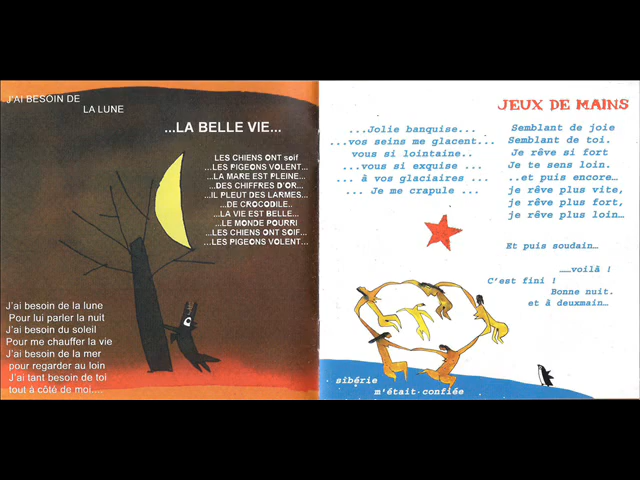 J'AI BESOIN DE
LA LUNE
...LA BELLE VIE...
LES CHIENS ONT soif
...LES PIGEONS VOLENT...
...LA MARE EST PLEINE...
...DES CHIFFRES D'OR...
...IL PLEUT DES LARMES...
...DE CROCODILE..
...LA VIE EST BELLE...
...LE MONDE POURRI
...LES CHIENS ONT SOIF...
...LES PIGEONS VOLENT...
J'ai besoin de la lune
Pour lui parler la nuit
J'ai besoin du soleil
Pour me chauffer la vie
J'ai besoin de la mer
pour regarder au loin
J'ai tant besoin de toi
tout à côté de moi....
JEUX DE MAINS
...Jolie banquise...
...vos seins me glacent...
vous si lointaine..
...vous si exquise ...
... à vos glaciaires ...
... Je me crapule ...
Semblant de joie
Semblant de toi.
Je rêve si fort
Je te sens loin.
..et puis encore…
je rêve plus vite,
je rêve plus fort,
je rêve plus loin…
Et puis soudain…
……voilà !
C'est fini !
Bonne nuit.
et à deuxmain...
sibérie
m'était confiée